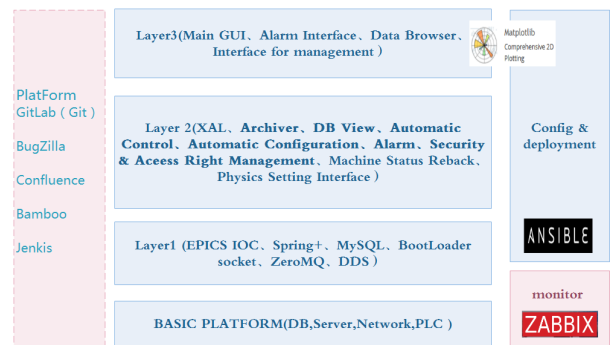 PlatForm
GitLab（Git）
BugZilla
Confluence
Bamboo
Jenkis
Layer3(Main GUI、Alarm Interface、Data Browser、
Interface for management）
Matplotlib
Comprehensive 2D
Plotting
Layer 2(XAL、Archiver、DB View、Automatic
Control、Automatic Configuration、Alarm、Security
& Aceess Right Management、Machine Status Reback、
Physics Setting Interface）
Layer1 (EPICS IOC、Spring+、MySQL、BootLoader
socket、ZeroMQ、DDS）
BASIC PLATFORM(DB,Server,Network,PLC )
Config &
deployment
ANSIBLE
monitor
ZABBIX